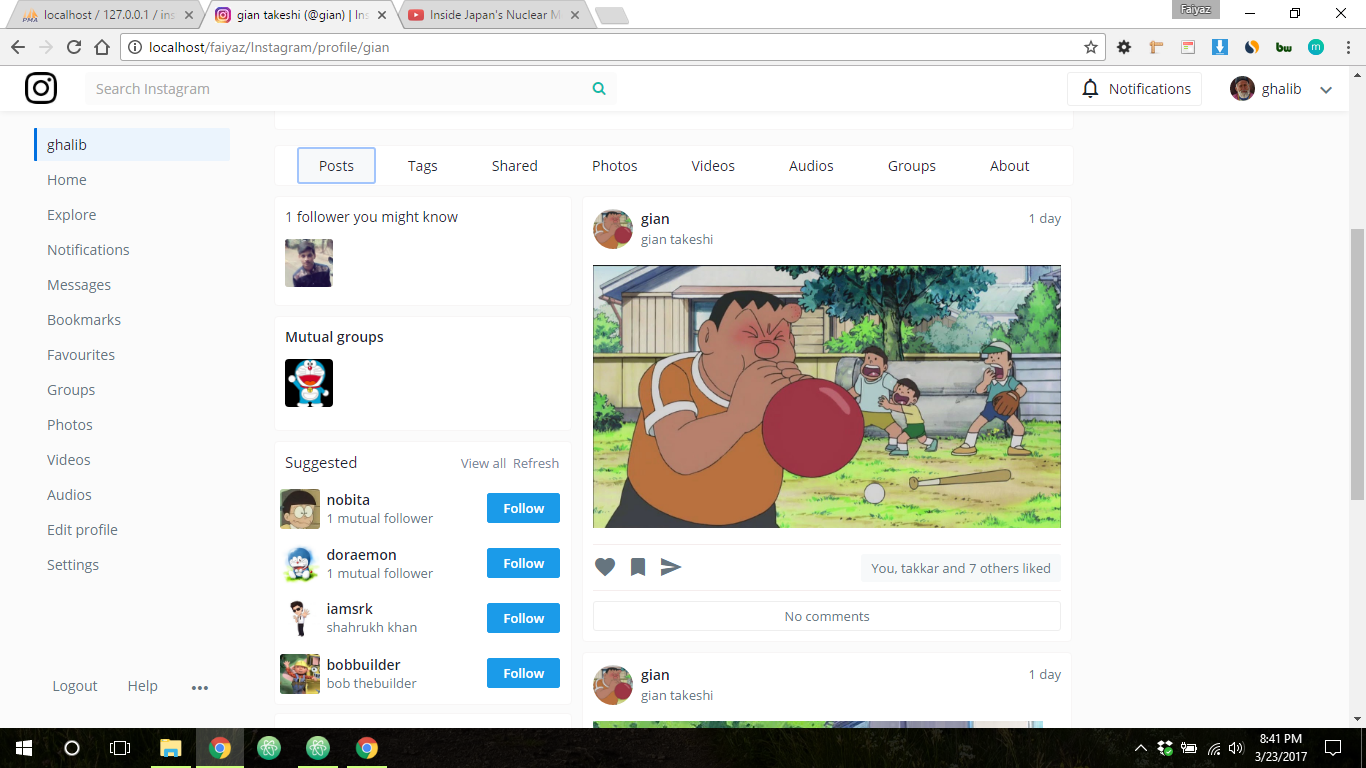 localhost / 127.0.0.1 / ins
gian takeshi (@gian) | Ins
Inside Japan's Nuclear M
Faiyaz
localhost/faiyaz/Instagram/profile/gian
Search Instagram
Notifications
ghalib
ghalib
Home
Explore
Notifications
Messages
Bookmarks
Favourites
Groups
Photos
Videos
Audios
Edit profile
Settings
Logout Help
Posts Tags Shared Photos Videos Audios Groups About
1 follower you might know
Mutual groups
Suggested View all Refresh
nobita
1 mutual follower
Follow
doraemon
1 mutual follower
Follow
iamsrk
shahrukh khan
Follow
bobbuilder
bob thebuilder
Follow
gian 1 day
gian takeshi
You, takkar and 7 others liked
No comments
gian 1 day
gian takeshi
8:41 PM
3/23/2017